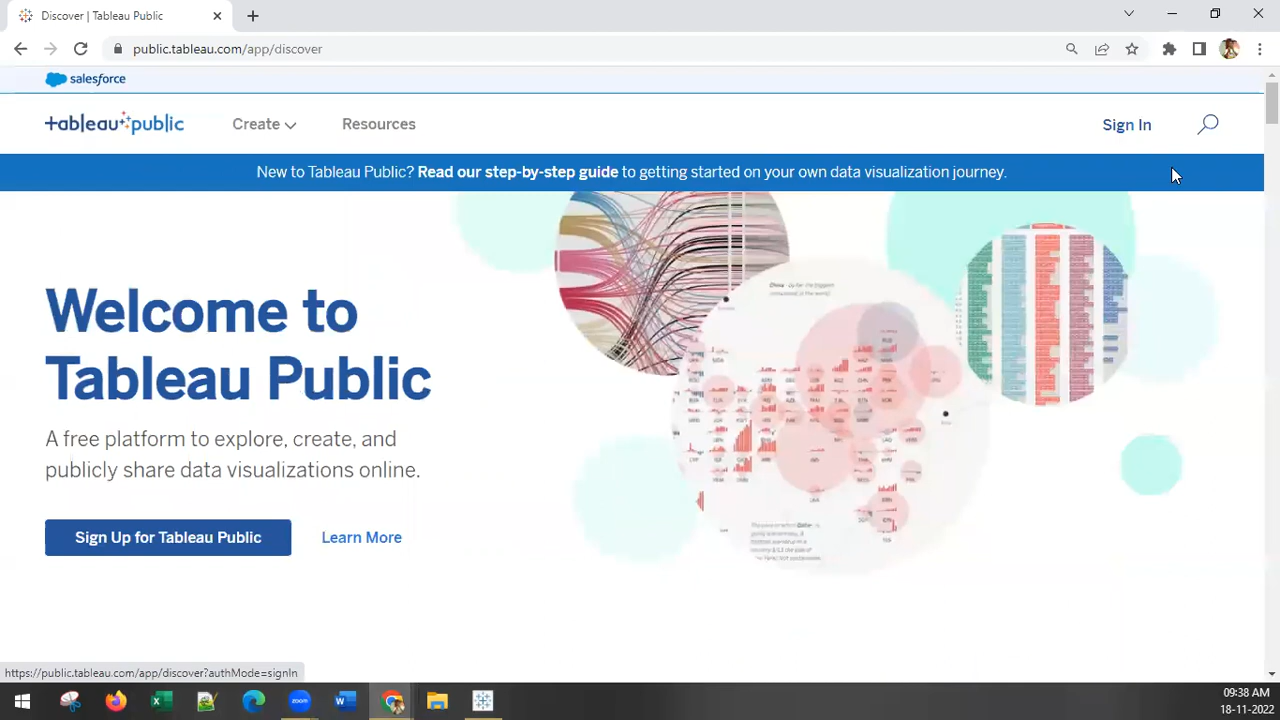 Discover | Tableau Public
public.tableau.com/app/discover
salesforce
tableau public
Create
Resources
Sign In
New to Tableau Public? Read our step-by-step guide to getting started on your own data visualization journey.
Welcome to
Tableau Public
A free platform to explore, create, and
publicly share data visualizations online.
Sign Up for Tableau Public
Learn More
https://public.tableau.com/app/discover?authMode=signIn
zoom
09:38 AM
18-11-2022